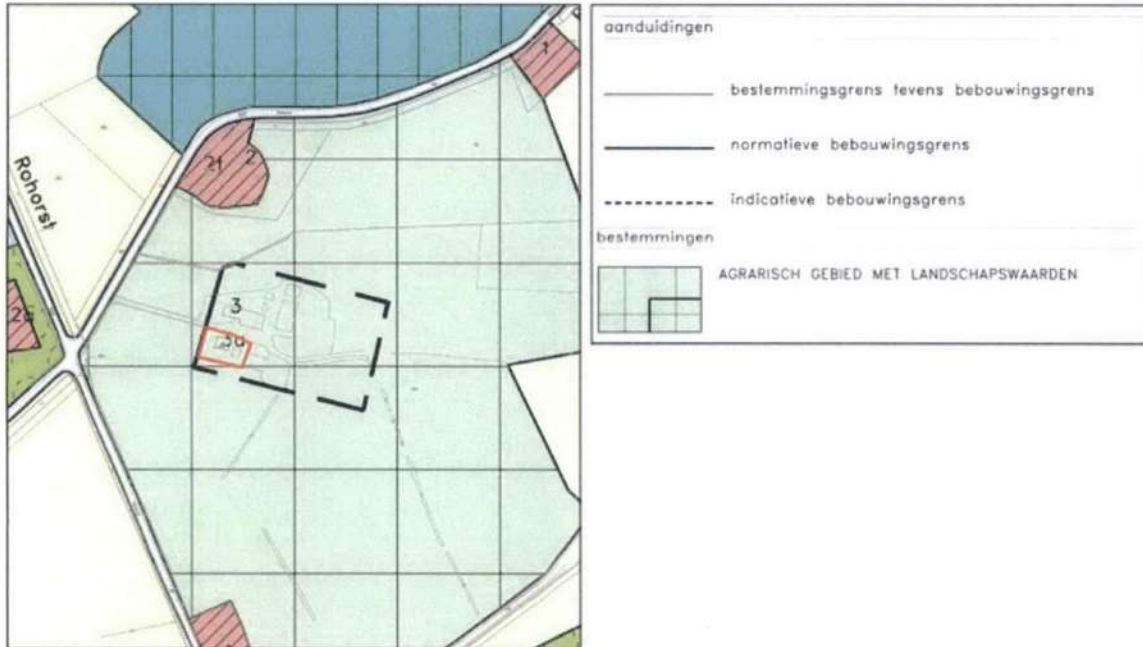 1
21 2
Rohorst
3
3a
2a
aanduidingen
bestemmingsgrens tevens bebouwingsgrens
normatieve bebouwingsgrens
indicatieve bebouwingsgrens
bestemmingen
AGRARISCH GEBIED MET LANDSCHAPSWAARDEN